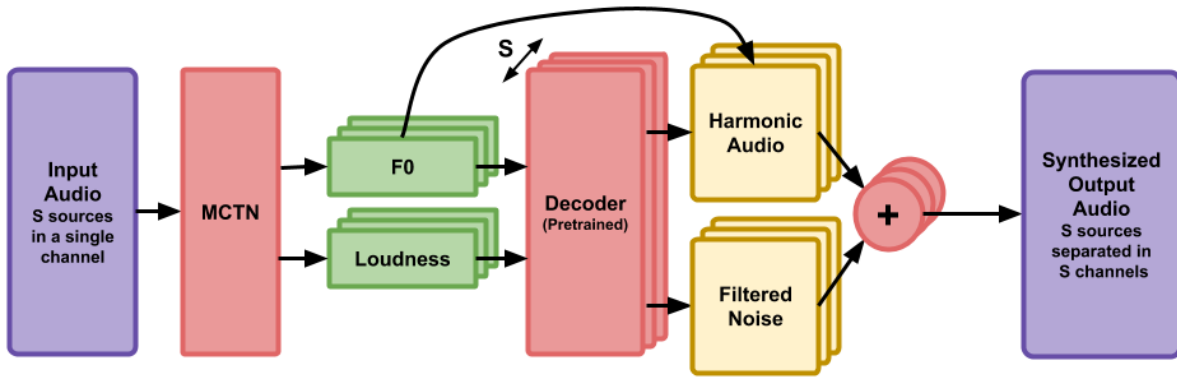 Input
Audio
S sources
in a single
channel
MCTN
F0
Loudness
S
Decoder
(Pretrained)
Harmonic
Audio
Filtered
Noise
+
Synthesized
Output
Audio
S sources
separated in
S channels